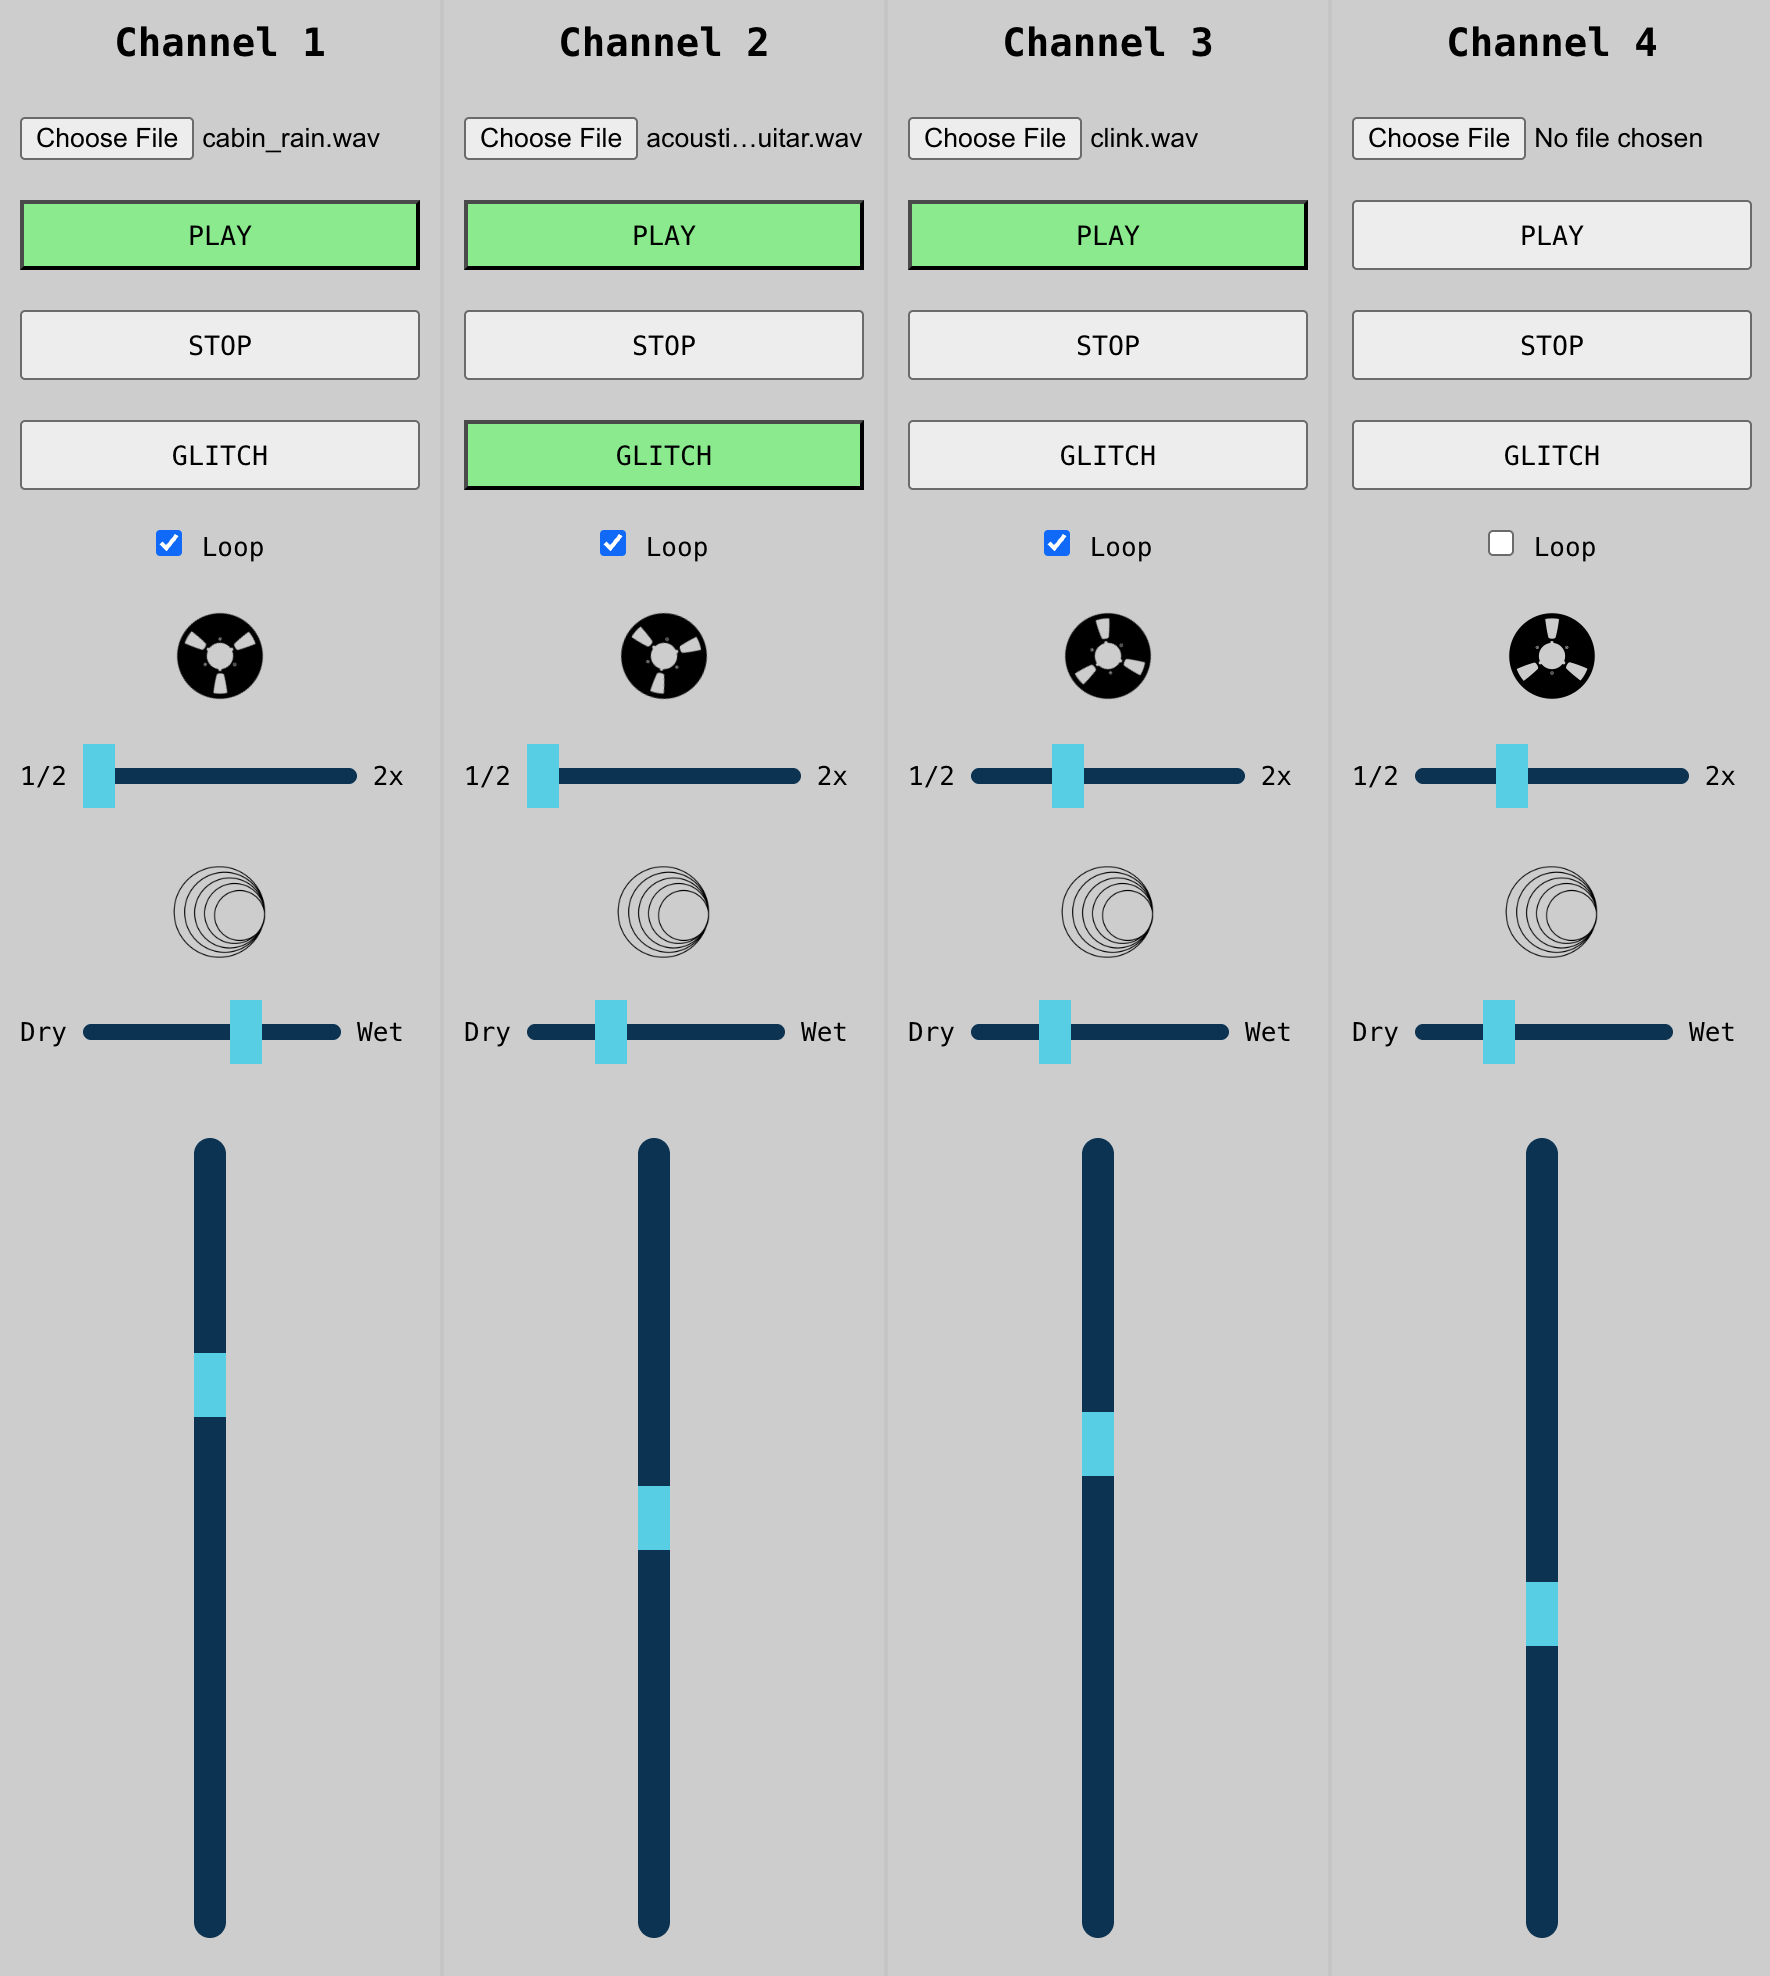 Channel 1
Choose File cabin_rain.wav
PLAY
STOP
GLITCH
Loop
1/2 2x
Dry Wet
Channel 2
Choose File acousti…uitar.wav
PLAY
STOP
GLITCH
Loop
1/2 2x
Dry Wet
Channel 3
Choose File clink.wav
PLAY
STOP
GLITCH
Loop
1/2 2x
Dry Wet
Channel 4
Choose File No file chosen
PLAY
STOP
GLITCH
Loop
1/2 2x
Dry Wet